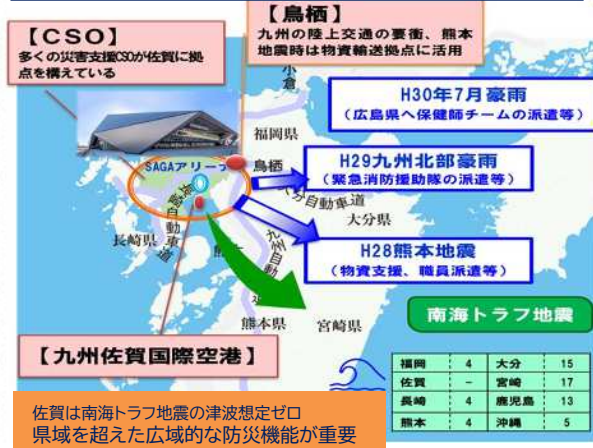 【CSO】
多くの災害支援CSOが佐賀に拠
点を構えている
【鳥栖】
九州の陸上交通の要衝、熊本
地震時は物資輸送拠点に活用
小倉
H30年7月豪雨
（広島県へ保健師チームの派遣等）
福岡県
SAGAアリーナ
鳥栖
H29九州北部豪雨
（緊急消防援助隊の派遣等）
大分自動車道
大分県
長崎自動車道
長崎県
H28熊本地震
（物資支援、職員派遣等）
九州自動車道
熊本県
宮崎県
南海トラフ地震
【九州佐賀国際空港】
福岡 4 大分 15
佐賀 － 宮崎 17
長崎 4 鹿児島 13
熊本 4 沖縄 5
佐賀は南海トラフ地震の津波想定ゼロ
県域を超えた広域的な防災機能が重要